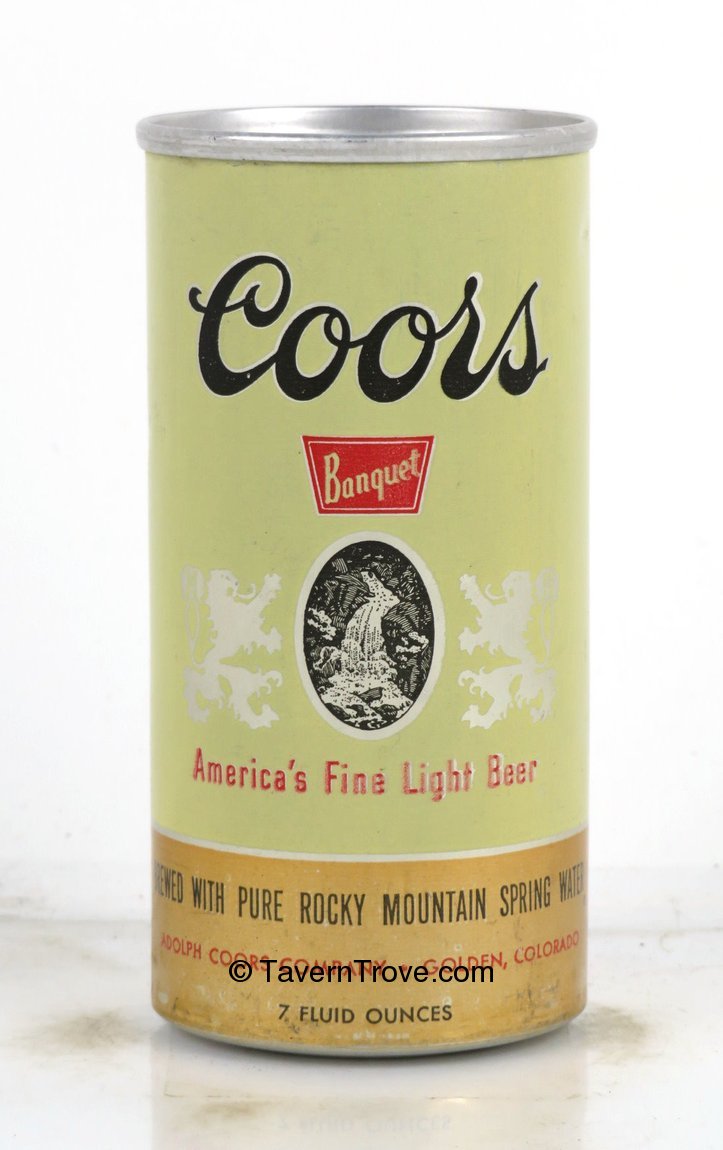 Coors
Banquet
America's Fine Light Beer
BREWED WITH PURE ROCKY MOUNTAIN SPRING WATER
ADOLPH COORS COMPANY - GOLDEN, COLORADO
© TavernTrove.com
7 FLUID OUNCES